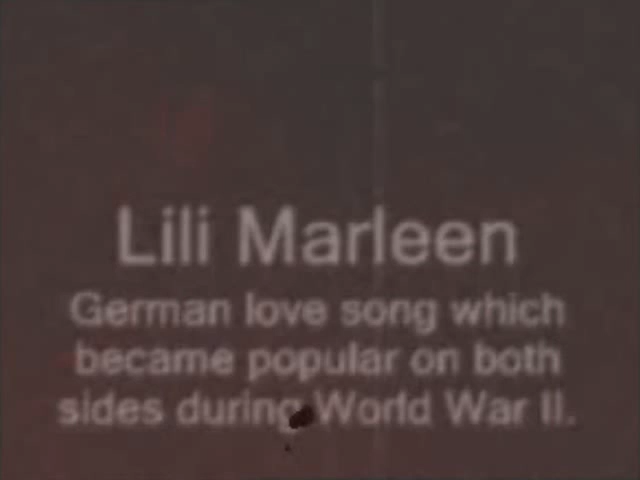 Lili Marleen
German love song which
became popular on both
sides during World War II.